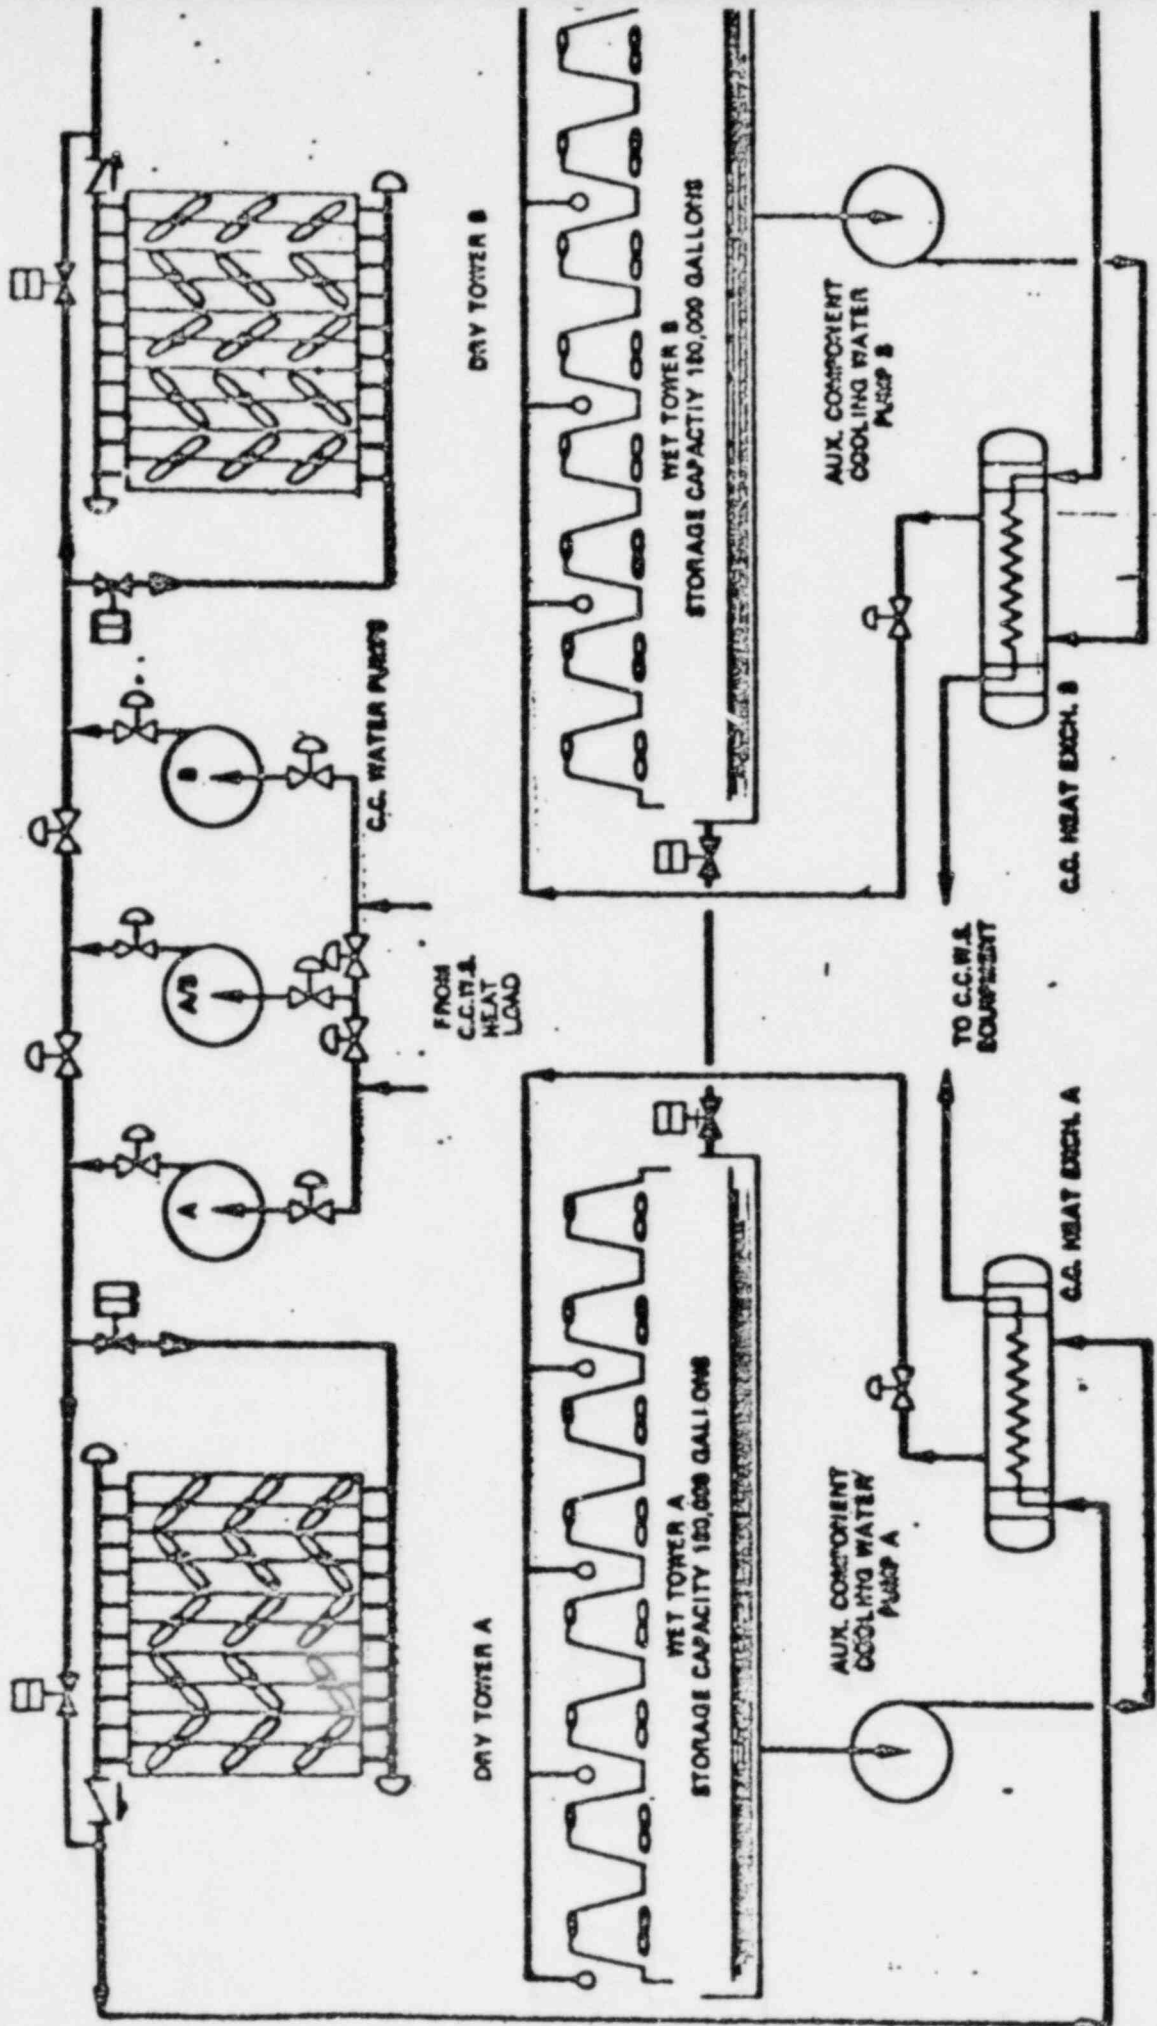 DRY TOWER B
B
C.C. WATER PUMPS
A/B
FROM
C.C.W.S.
HEAT
LOAD
A
DRY TOWER A
WET TOWER B
STORAGE CAPACTIY 180,000 GALLONS
WET TOWER A
STORAGE CAPACITY 180,000 GALLONS
AUX. COMPONENT
COOLING WATER
PUMP B
AUX. COMPONENT
COOLING WATER
PUMP A
TO C.C.W.S.
EQUIPMENT
C.C. HEAT EXCH. B
C.C. HEAT EXCH. A